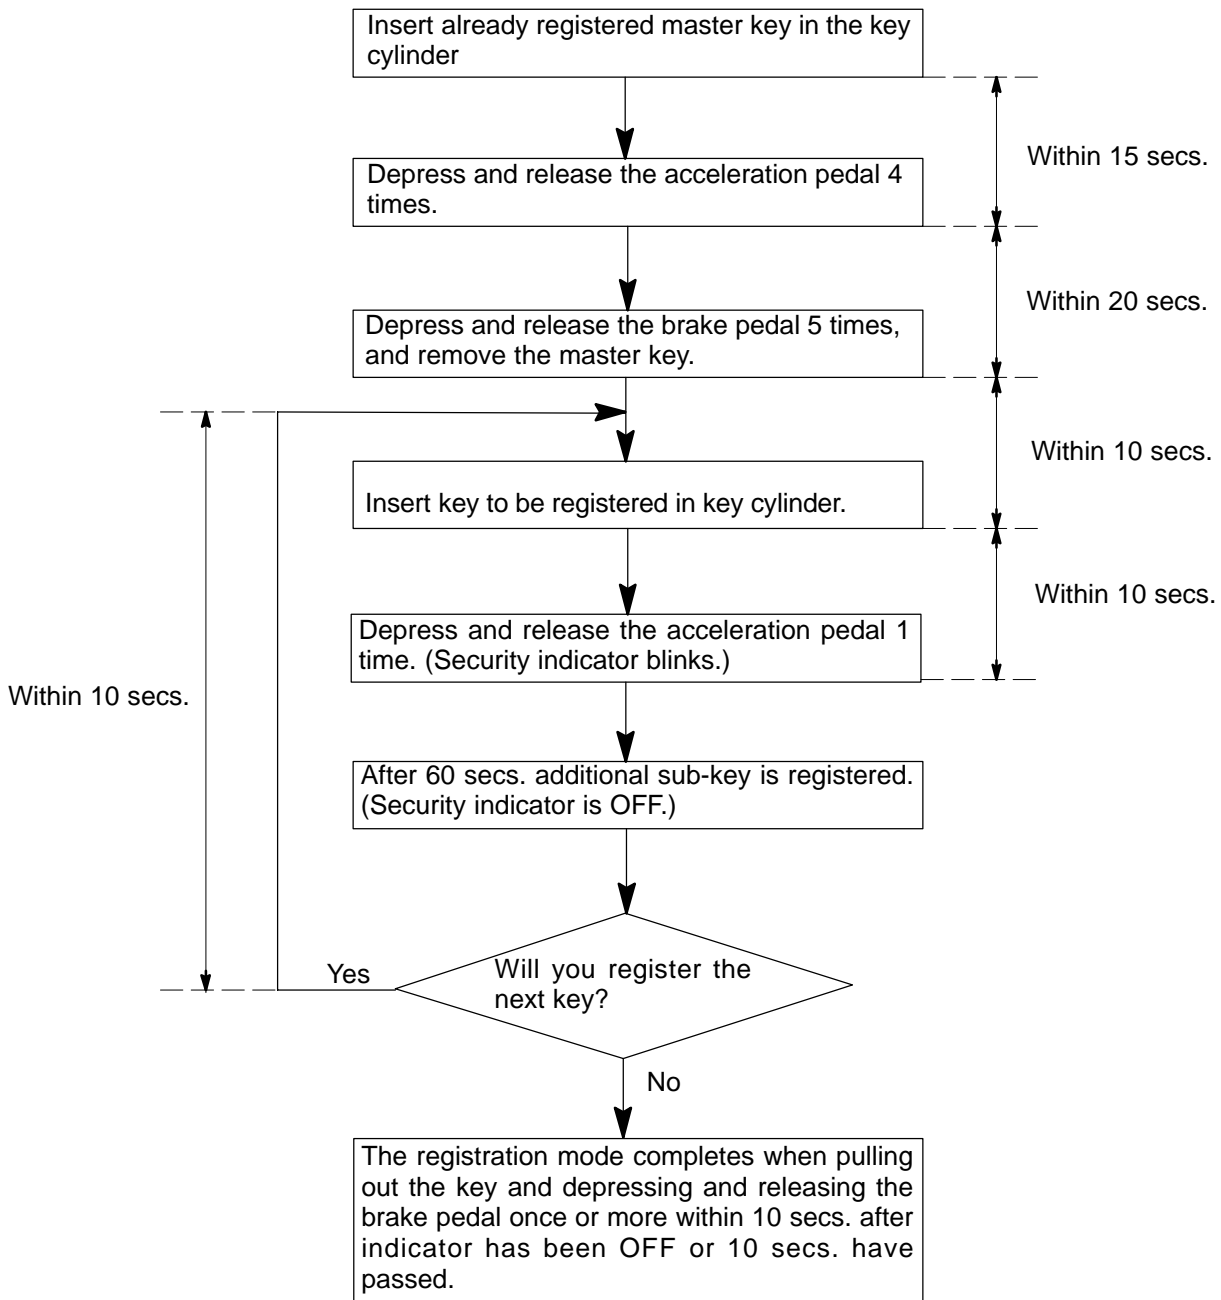 Insert already registered master key in the key
cylinder
Within 15 secs.
Depress and release the acceleration pedal 4
times.
Within 20 secs.
Depress and release the brake pedal 5 times,
and remove the master key.
Within 10 secs.
Insert key to be registered in key cylinder.
Within 10 secs.
Depress and release the acceleration pedal 1
time. (Security indicator blinks.)
Within 10 secs.
After 60 secs. additional sub-key is registered.
(Security indicator is OFF.)
Will you register the
next key?
Yes
No
The registration mode completes when pulling
out the key and depressing and releasing the
brake pedal once or more within 10 secs. after
indicator has been OFF or 10 secs. have
passed.